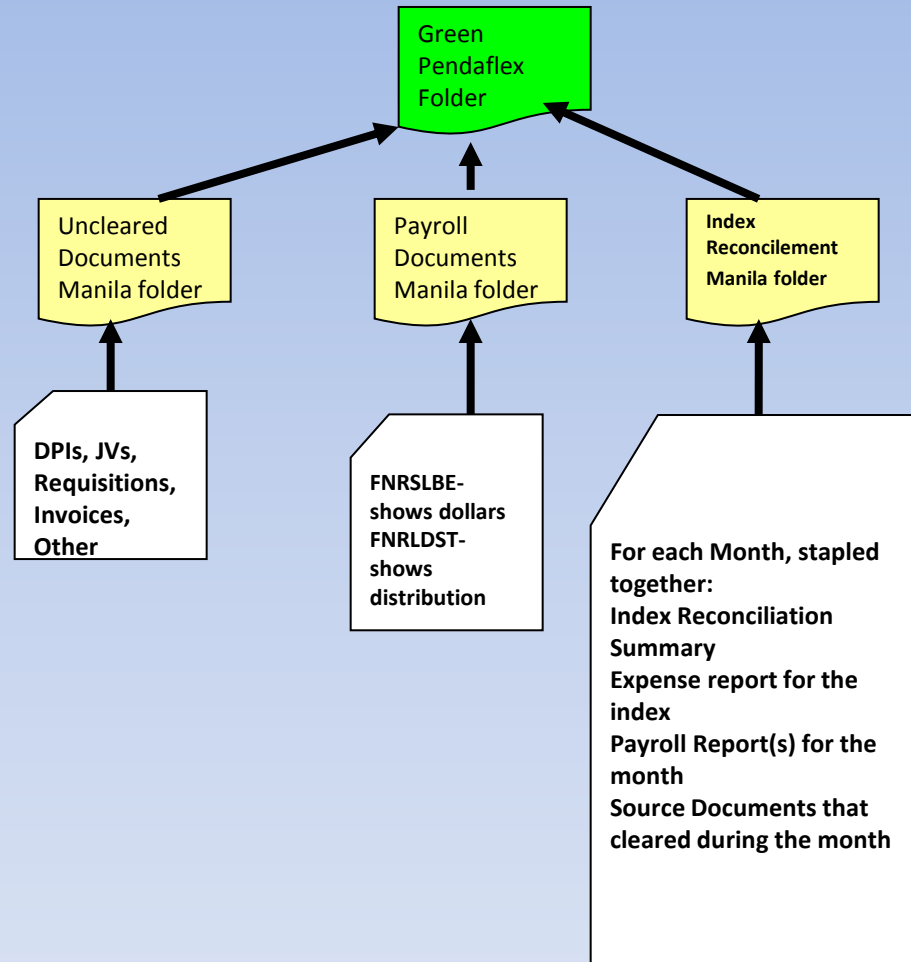 Green
Pendaflex
Folder
Uncleared
Documents
Manila folder
Payroll
Documents
Manila folder
Index
Reconcilement
Manila folder
DPIs, JVs,
Requisitions,
Invoices,
Other
FNRSLBE-
shows dollars
FNRLDST-
shows
distribution
For each Month, stapled
together:
Index Reconciliation
Summary
Expense report for the
index
Payroll Report(s) for the
month
Source Documents that
cleared during the month